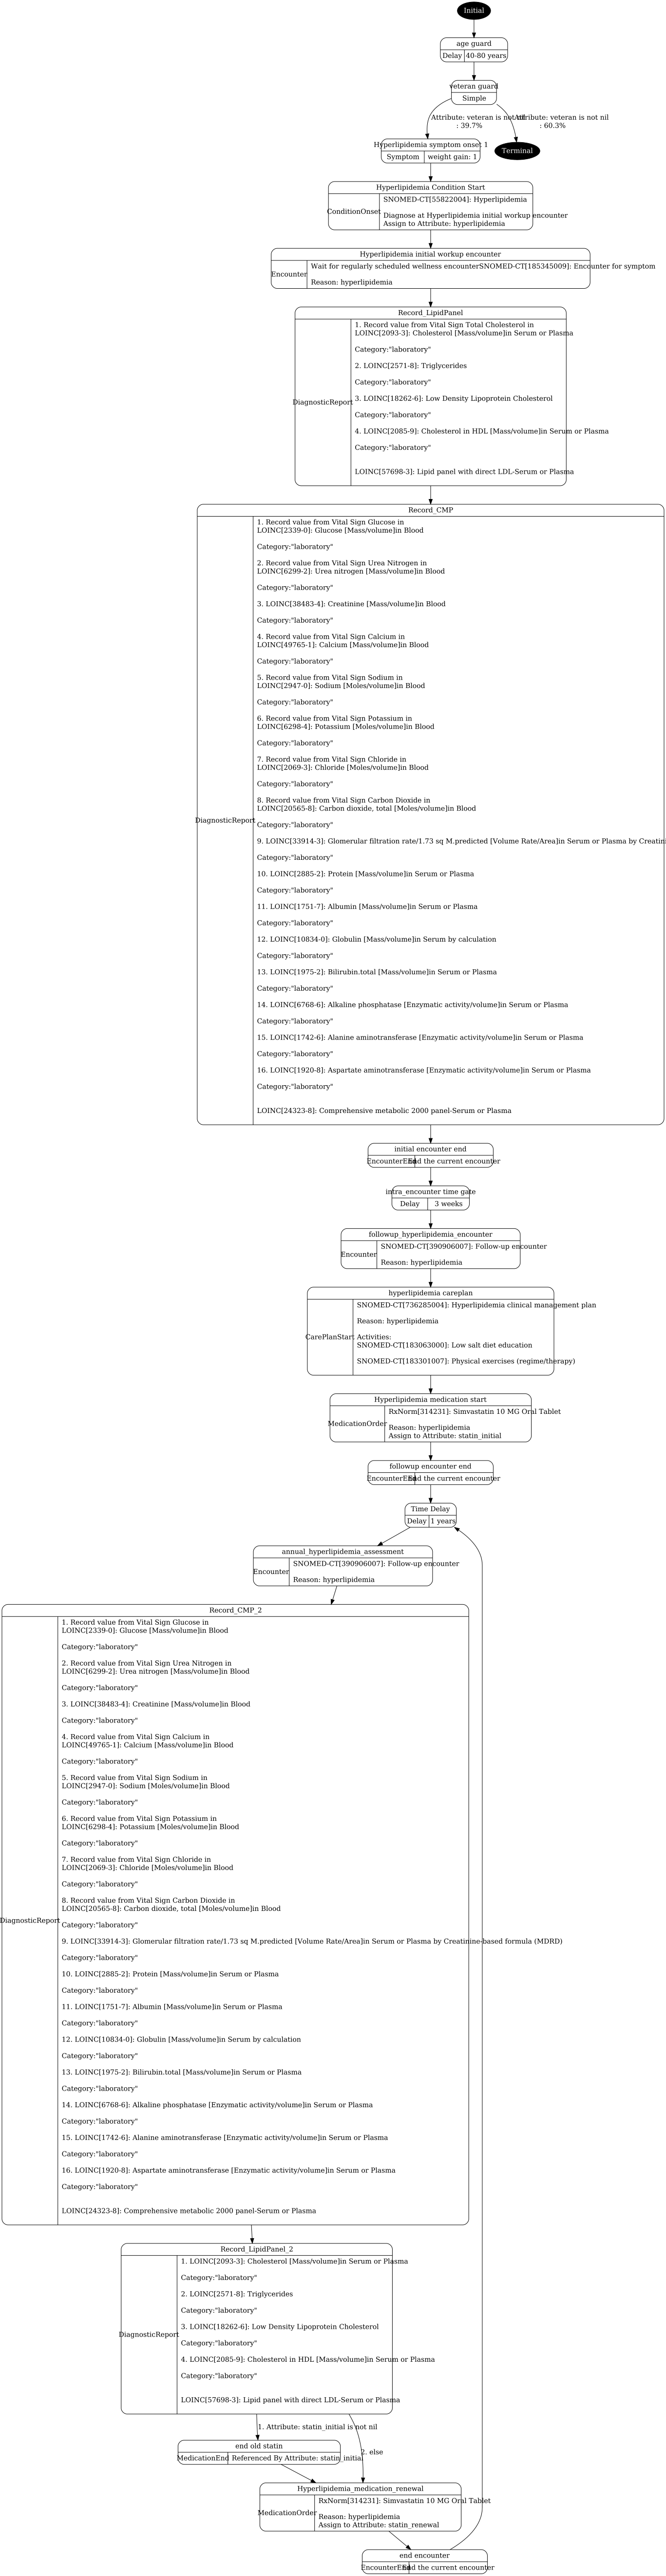 Initial
age guard
Delay 40-80 years
veteran guard
Simple
Attribute: veteran is not nil
: 39.7%
Attribute: veteran is not nil
: 60.3%
Terminal
Hyperlipidemia symptom onset 1
Symptom weight gain: 1
Hyperlipidemia Condition Start
ConditionOnset
SNOMED-CT[55822004]: Hyperlipidemia
Diagnose at Hyperlipidemia initial workup encounter
Assign to Attribute: hyperlipidemia
Hyperlipidemia initial workup encounter
Encounter
Wait for regularly scheduled wellness encounterSNOMED-CT[185345009]: Encounter for symptom
Reason: hyperlipidemia
Record_LipidPanel
DiagnosticReport
1. Record value from Vital Sign Total Cholesterol in
LOINC[2093-3]: Cholesterol [Mass/volume]in Serum or Plasma
Category:"laboratory"
2. LOINC[2571-8]: Triglycerides
Category:"laboratory"
3. LOINC[18262-6]: Low Density Lipoprotein Cholesterol
Category:"laboratory"
4. LOINC[2085-9]: Cholesterol in HDL [Mass/volume]in Serum or Plasma
Category:"laboratory"
LOINC[57698-3]: Lipid panel with direct LDL-Serum or Plasma
Record_CMP
DiagnosticReport
1. Record value from Vital Sign Glucose in
LOINC[2339-0]: Glucose [Mass/volume]in Blood
Category:"laboratory"
2. Record value from Vital Sign Urea Nitrogen in
LOINC[6299-2]: Urea nitrogen [Mass/volume]in Blood
Category:"laboratory"
3. LOINC[38483-4]: Creatinine [Mass/volume]in Blood
Category:"laboratory"
4. Record value from Vital Sign Calcium in
LOINC[49765-1]: Calcium [Mass/volume]in Blood
Category:"laboratory"
5. Record value from Vital Sign Sodium in
LOINC[2947-0]: Sodium [Moles/volume]in Blood
Category:"laboratory"
6. Record value from Vital Sign Potassium in
LOINC[6298-4]: Potassium [Moles/volume]in Blood
Category:"laboratory"
7. Record value from Vital Sign Chloride in
LOINC[2069-3]: Chloride [Moles/volume]in Blood
Category:"laboratory"
8. Record value from Vital Sign Carbon Dioxide in
LOINC[20565-8]: Carbon dioxide, total [Moles/volume]in Blood
Category:"laboratory"
9. LOINC[33914-3]: Glomerular filtration rate/1.73 sq M.predicted [Volume Rate/Area]in Serum or Plasma by Creatini
Category:"laboratory"
10. LOINC[2885-2]: Protein [Mass/volume]in Serum or Plasma
Category:"laboratory"
11. LOINC[1751-7]: Albumin [Mass/volume]in Serum or Plasma
Category:"laboratory"
12. LOINC[10834-0]: Globulin [Mass/volume]in Serum by calculation
Category:"laboratory"
13. LOINC[1975-2]: Bilirubin.total [Mass/volume]in Serum or Plasma
Category:"laboratory"
14. LOINC[6768-6]: Alkaline phosphatase [Enzymatic activity/volume]in Serum or Plasma
Category:"laboratory"
15. LOINC[1742-6]: Alanine aminotransferase [Enzymatic activity/volume]in Serum or Plasma
Category:"laboratory"
16. LOINC[1920-8]: Aspartate aminotransferase [Enzymatic activity/volume]in Serum or Plasma
Category:"laboratory"
LOINC[24323-8]: Comprehensive metabolic 2000 panel-Serum or Plasma
initial encounter end
EncounterEnd End the current encounter
intra_encounter time gate
Delay 3 weeks
followup_hyperlipidemia_encounter
Encounter
SNOMED-CT[390906007]: Follow-up encounter
Reason: hyperlipidemia
hyperlipidemia careplan
CarePlanStart
SNOMED-CT[736285004]: Hyperlipidemia clinical management plan
Reason: hyperlipidemia
Activities:
SNOMED-CT[183063000]: Low salt diet education
SNOMED-CT[183301007]: Physical exercises (regime/therapy)
Hyperlipidemia medication start
MedicationOrder
RxNorm[314231]: Simvastatin 10 MG Oral Tablet
Reason: hyperlipidemia
Assign to Attribute: statin_initial
followup encounter end
EncounterEnd End the current encounter
Time Delay
Delay 1 years
annual_hyperlipidemia_assessment
Encounter
SNOMED-CT[390906007]: Follow-up encounter
Reason: hyperlipidemia
Record_CMP_2
DiagnosticReport
1. Record value from Vital Sign Glucose in
LOINC[2339-0]: Glucose [Mass/volume]in Blood
Category:"laboratory"
2. Record value from Vital Sign Urea Nitrogen in
LOINC[6299-2]: Urea nitrogen [Mass/volume]in Blood
Category:"laboratory"
3. LOINC[38483-4]: Creatinine [Mass/volume]in Blood
Category:"laboratory"
4. Record value from Vital Sign Calcium in
LOINC[49765-1]: Calcium [Mass/volume]in Blood
Category:"laboratory"
5. Record value from Vital Sign Sodium in
LOINC[2947-0]: Sodium [Moles/volume]in Blood
Category:"laboratory"
6. Record value from Vital Sign Potassium in
LOINC[6298-4]: Potassium [Moles/volume]in Blood
Category:"laboratory"
7. Record value from Vital Sign Chloride in
LOINC[2069-3]: Chloride [Moles/volume]in Blood
Category:"laboratory"
8. Record value from Vital Sign Carbon Dioxide in
LOINC[20565-8]: Carbon dioxide, total [Moles/volume]in Blood
Category:"laboratory"
9. LOINC[33914-3]: Glomerular filtration rate/1.73 sq M.predicted [Volume Rate/Area]in Serum or Plasma by Creatinine-based formula (MDRD)
Category:"laboratory"
10. LOINC[2885-2]: Protein [Mass/volume]in Serum or Plasma
Category:"laboratory"
11. LOINC[1751-7]: Albumin [Mass/volume]in Serum or Plasma
Category:"laboratory"
12. LOINC[10834-0]: Globulin [Mass/volume]in Serum by calculation
Category:"laboratory"
13. LOINC[1975-2]: Bilirubin.total [Mass/volume]in Serum or Plasma
Category:"laboratory"
14. LOINC[6768-6]: Alkaline phosphatase [Enzymatic activity/volume]in Serum or Plasma
Category:"laboratory"
15. LOINC[1742-6]: Alanine aminotransferase [Enzymatic activity/volume]in Serum or Plasma
Category:"laboratory"
16. LOINC[1920-8]: Aspartate aminotransferase [Enzymatic activity/volume]in Serum or Plasma
Category:"laboratory"
LOINC[24323-8]: Comprehensive metabolic 2000 panel-Serum or Plasma
Record_LipidPanel_2
DiagnosticReport
1. LOINC[2093-3]: Cholesterol [Mass/volume]in Serum or Plasma
Category:"laboratory"
2. LOINC[2571-8]: Triglycerides
Category:"laboratory"
3. LOINC[18262-6]: Low Density Lipoprotein Cholesterol
Category:"laboratory"
4. LOINC[2085-9]: Cholesterol in HDL [Mass/volume]in Serum or Plasma
Category:"laboratory"
LOINC[57698-3]: Lipid panel with direct LDL-Serum or Plasma
1. Attribute: statin_initial is not nil
end old statin
MedicationEnd Referenced By Attribute: statin_initial
2. else
Hyperlipidemia_medication_renewal
MedicationOrder
RxNorm[314231]: Simvastatin 10 MG Oral Tablet
Reason: hyperlipidemia
Assign to Attribute: statin_renewal
end encounter
EncounterEnd End the current encounter